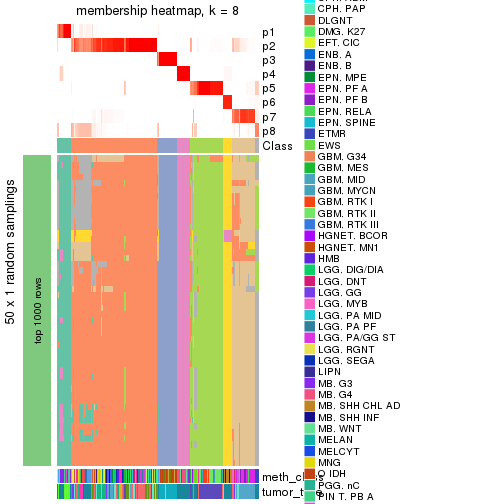 membership heatmap, k = 8
p1
p2
p3
p4
p5
p6
p7
p8
Class
50 x 1 random samplings
top 1000 rows
CPH. PAP
DLGNT
DMG. K27
EFT. CIC
ENB. A
ENB. B
EPN. MPE
EPN. PF A
EPN. PF B
EPN. RELA
EPN. SPINE
ETMR
EWS
GBM. G34
GBM. MES
GBM. MID
GBM. MYCN
GBM. RTK I
GBM. RTK II
GBM. RTK III
HGNET. BCOR
HGNET. MN1
HMB
LGG. DIG/DIA
LGG. DNT
LGG. GG
LGG. MYB
LGG. PA MID
LGG. PA PF
LGG. PA/GG ST
LGG. RGNT
LGG. SEGA
LIPN
MB. G3
MB. G4
MB. SHH CHL AD
MB. SHH INF
MB. WNT
MELAN
MELCYT
MNG
IDH
PGG. nC
PIN T. PB A